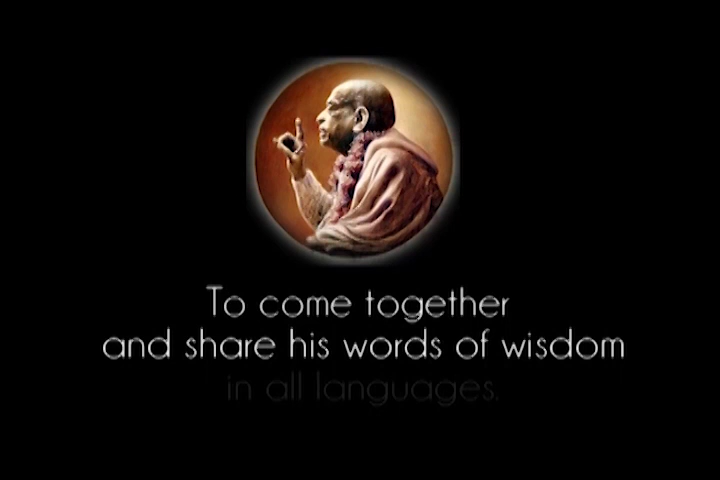 To come together
and share his words of wisdom
in all languages.